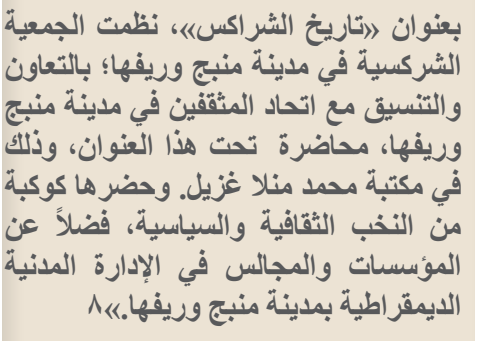 بعنوان «تاريخ الشراكس»، نظمت الجمعية
الشركسية في مدينة منبج وريفها؛ بالتعاون
والتنسيق مع اتحاد المثقفين في مدينة منبج
وريفها، محاضرة تحت هذا العنوان، وذلك
في مكتبة محمد منلا غزيل. وحضرها كوكبة
من النخب الثقافية والسياسية، فضلاً عن
المؤسسات والمجالس في الإدارة المدنية
الديمقراطية بمدينة منبج وريفها.»٨